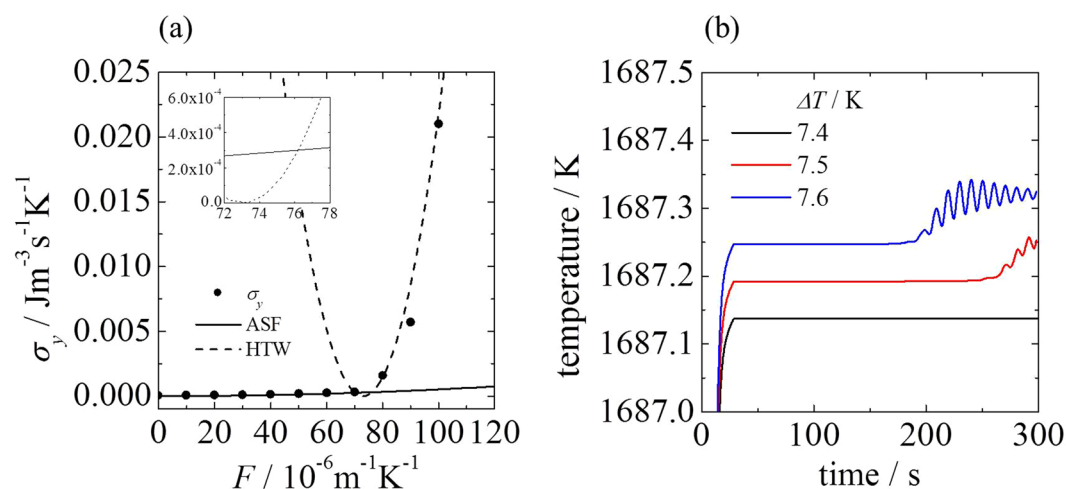 (a)
σy / Jm-3s-1K-1
0.025
0.020
0.015
0.010
0.005
0.000
6.0x10-4
4.0x10-4
2.0x10-4
0.0
72 74 76 78
σy
ASF
HTW
0 20 40 60 80 100 120
F / 10-6m-1K-1
(b)
temperature / K
1687.5
1687.4
1687.3
1687.2
1687.1
1687.0
ΔT / K
7.4
7.5
7.6
0 100 200 300
time / s